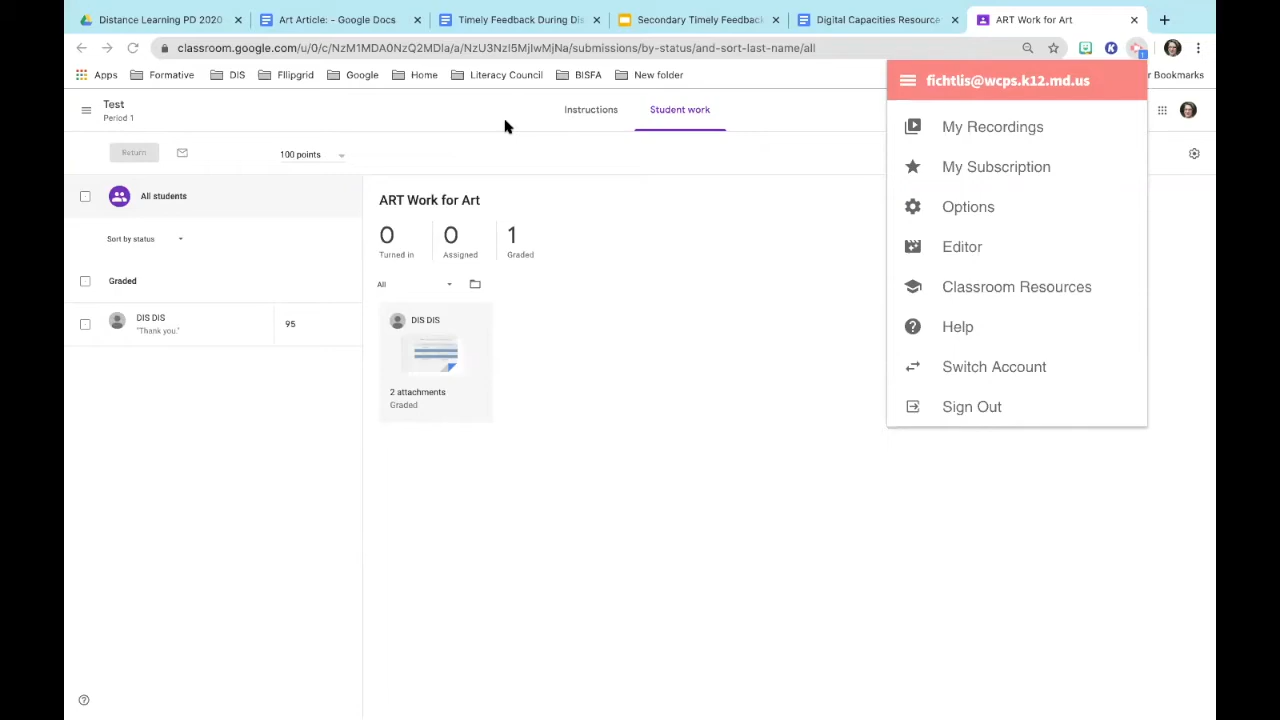 Distance Learning PD 2020
Art Article: - Google Docs
Timely Feedback During Dis
Secondary Timely Feedback
Digital Capacities Resource
ART Work for Art
classroom.google.com/u/0/c/NzM1MDA0NzQ2MDla/a/NzU3NzI5MjIwMjNa/submissions/by-status/and-sort-last-name/all
Apps
Formative
DIS
Flipgrid
Google
Home
Literacy Council
BISFA
New folder
r Bookmarks
fichtlis@wcps.k12.md.us
My Recordings
My Subscription
Options
Editor
Classroom Resources
Help
Switch Account
Sign Out
Test
Period 1
Instructions
Student work
Return
100 points
All students
Sort by status
Graded
DIS DIS
"Thank you."
95
ART Work for Art
0
Turned in
0
Assigned
1
Graded
All
DIS DIS
2 attachments
Graded